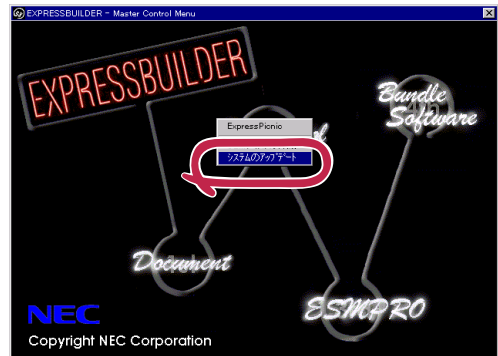 EXPRESSBUILDER - Master Control Menu
EXPRESSBUILDER
Bundle
Software
ExpressPicnic
システムのアップデート
Document
ESMPRO
NEC
Copyright NEC Corporation